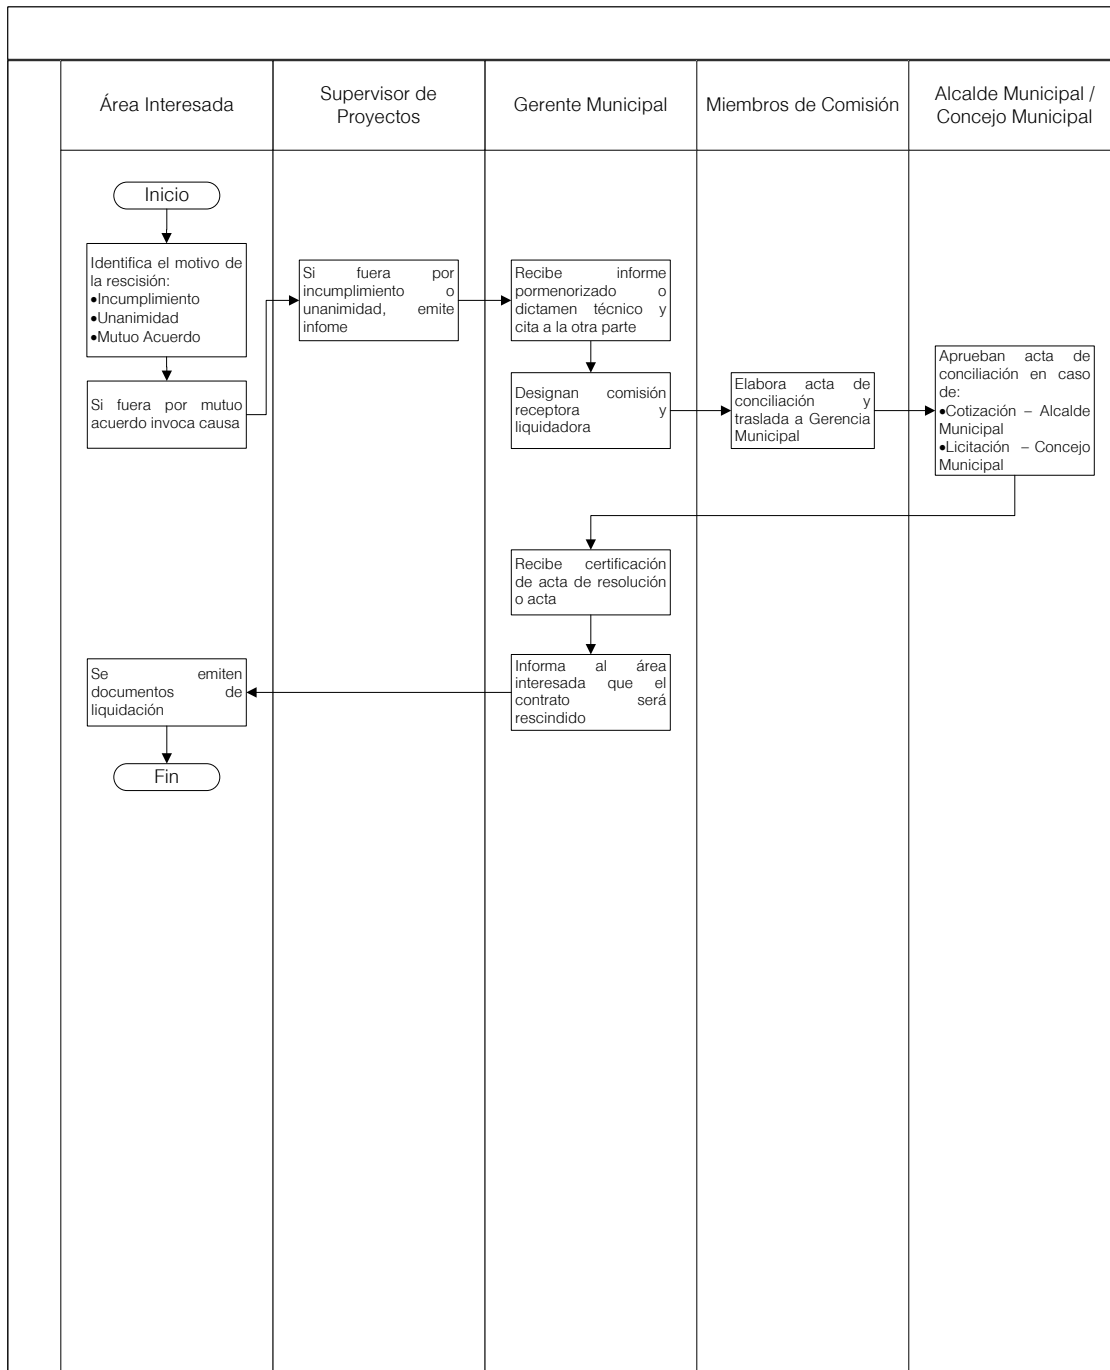 Área Interesada
Supervisor de
Proyectos
Gerente Municipal
Miembros de Comisión
Alcalde Municipal /
Concejo Municipal
Inicio
Identifica el motivo de
la rescisión:
•Incumplimiento
•Unanimidad
•Mutuo Acuerdo
Si fuera por mutuo
acuerdo invoca causa
Si fuera por
incumplimiento o
unanimidad, emite
infome
Recibe informe
pormenorizado o
dictamen técnico y
cita a la otra parte
Designan comisión
receptora y
liquidadora
Elabora acta de
conciliación y
traslada a Gerencia
Municipal
Aprueban acta de
conciliación en caso
de:
•Cotización – Alcalde
Municipal
•Licitación – Concejo
Municipal
Recibe certificación
de acta de resolución
o acta
Informa al área
interesada que el
contrato será
rescindido
Se emiten
documentos de
liquidación
Fin